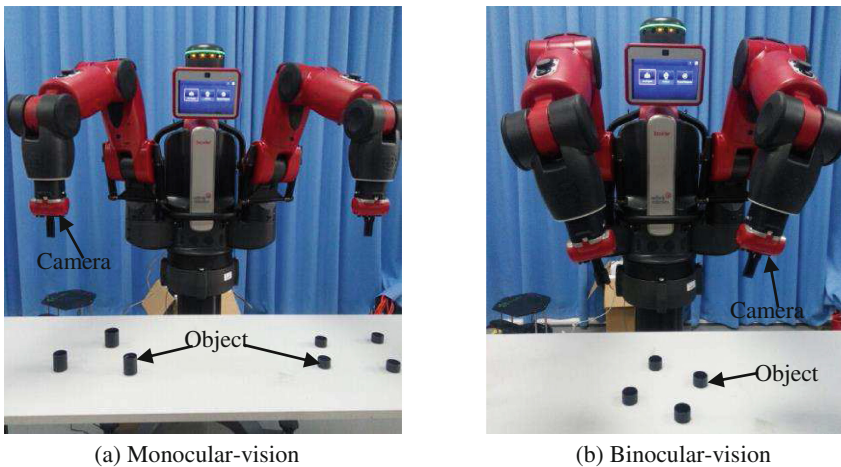 Camera
Object
(a) Monocular-vision
Camera
Object
(b) Binocular-vision